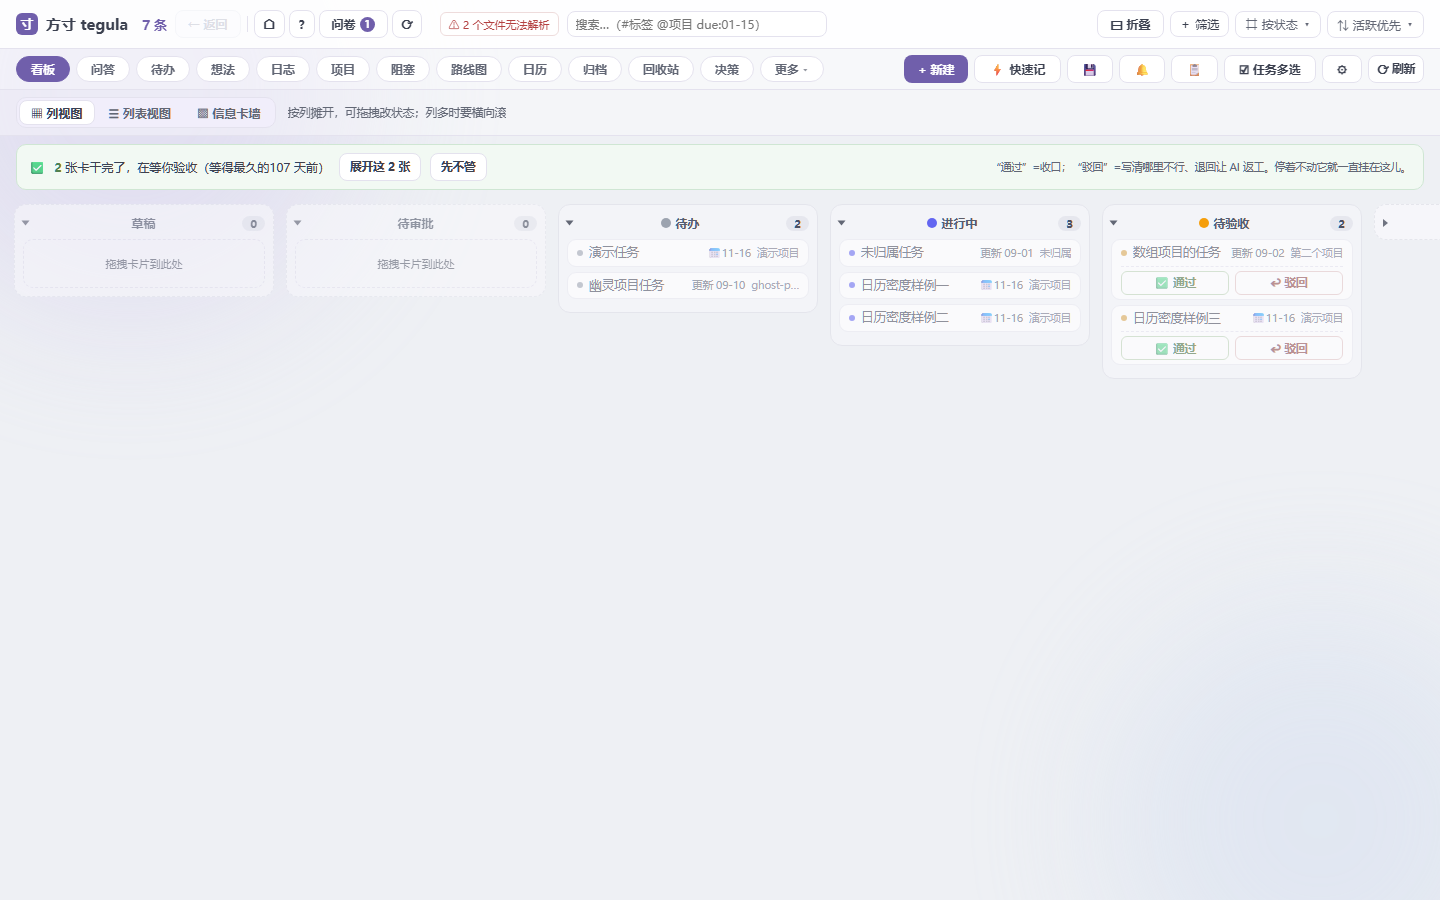 寸 方寸 tegula 7 条 ← 返回 ? 问卷 1 ⚠ 2 个文件无法解析 搜索... (#标签 @项目 due:01-15) 折叠 + 筛选 按状态 ▾ 活跃优先 ▾
看板 问答 待办 想法 日志 项目 阻塞 路线图 日历 归档 回收站 决策 更多 + 新建 快速记 任务多选 刷新
列视图 列表视图 信息卡墙 按列摊开，可拖拽改状态；列多时要横向滚
2 张卡干完了，在等你验收（等得最久的107 天前） 展开这 2 张 先不管 “通过”=收口； “驳回”=写清哪里不行、退回让 AI 返工。停着不动它就一直挂在这儿。
草稿 0
拖拽卡片到此处
待审批 0
拖拽卡片到此处
待办 2
演示任务 11-16 演示项目
幽灵项目任务 更新 09-10 ghost-p...
进行中 3
未归属任务 更新 09-01 未归属
日历密度样例一 11-16 演示项目
日历密度样例二 11-16 演示项目
待验收 2
数组项目的任务 更新 09-02 第二个项目
通过 驳回
日历密度样例三 11-16 演示项目
通过 驳回